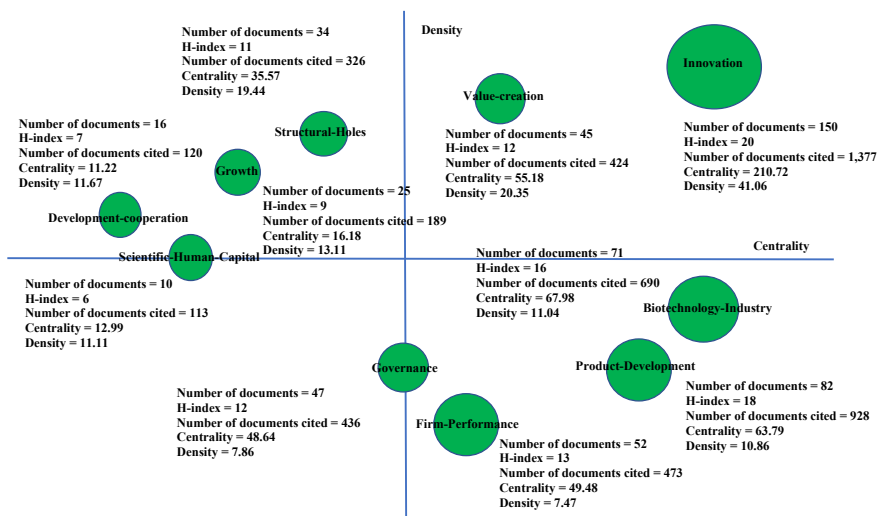 Number of documents = 34
H-index = 11
Number of documents cited = 326
Centrality = 35.57
Density = 19.44
Structural-Holes
Density
Value-creation
Number of documents = 45
H-index = 12
Number of documents cited = 424
Centrality = 55.18
Density = 20.35
Innovation
Number of documents = 150
H-index = 20
Number of documents cited = 1,377
Centrality = 210.72
Density = 41.06
Number of documents = 16
H-index = 7
Number of documents cited = 120
Centrality = 11.22
Density = 11.67
Development-cooperation
Growth
Number of documents = 25
H-index = 9
Number of documents cited = 189
Centrality = 16.18
Density = 13.11
Scientific-Human-Capital
Number of documents = 10
H-index = 6
Number of documents cited = 113
Centrality = 12.99
Density = 11.11
Centrality
Number of documents = 71
H-index = 16
Number of documents cited = 690
Centrality = 67.98
Density = 11.04
Biotechnology-Industry
Product-Development
Number of documents = 82
H-index = 18
Number of documents cited = 928
Centrality = 63.79
Density = 10.86
Governance
Number of documents = 47
H-index = 12
Number of documents cited = 436
Centrality = 48.64
Density = 7.86
Firm-Performance
Number of documents = 52
H-index = 13
Number of documents cited = 473
Centrality = 49.48
Density = 7.47